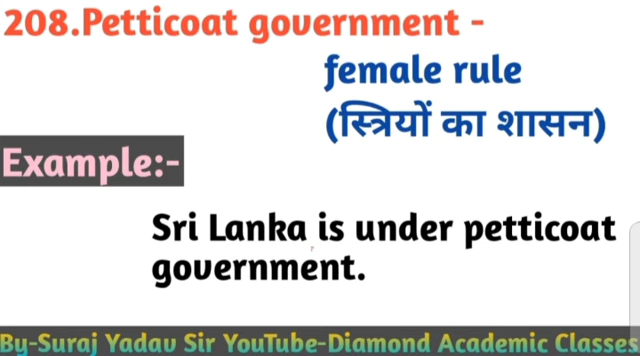 208.Petticoat government -
female rule
(स्त्रियों का शासन)
Example:-
Sri Lanka is under petticoat
government.
By-Suraj Yadav Sir YouTube-Diamond Academic Classes